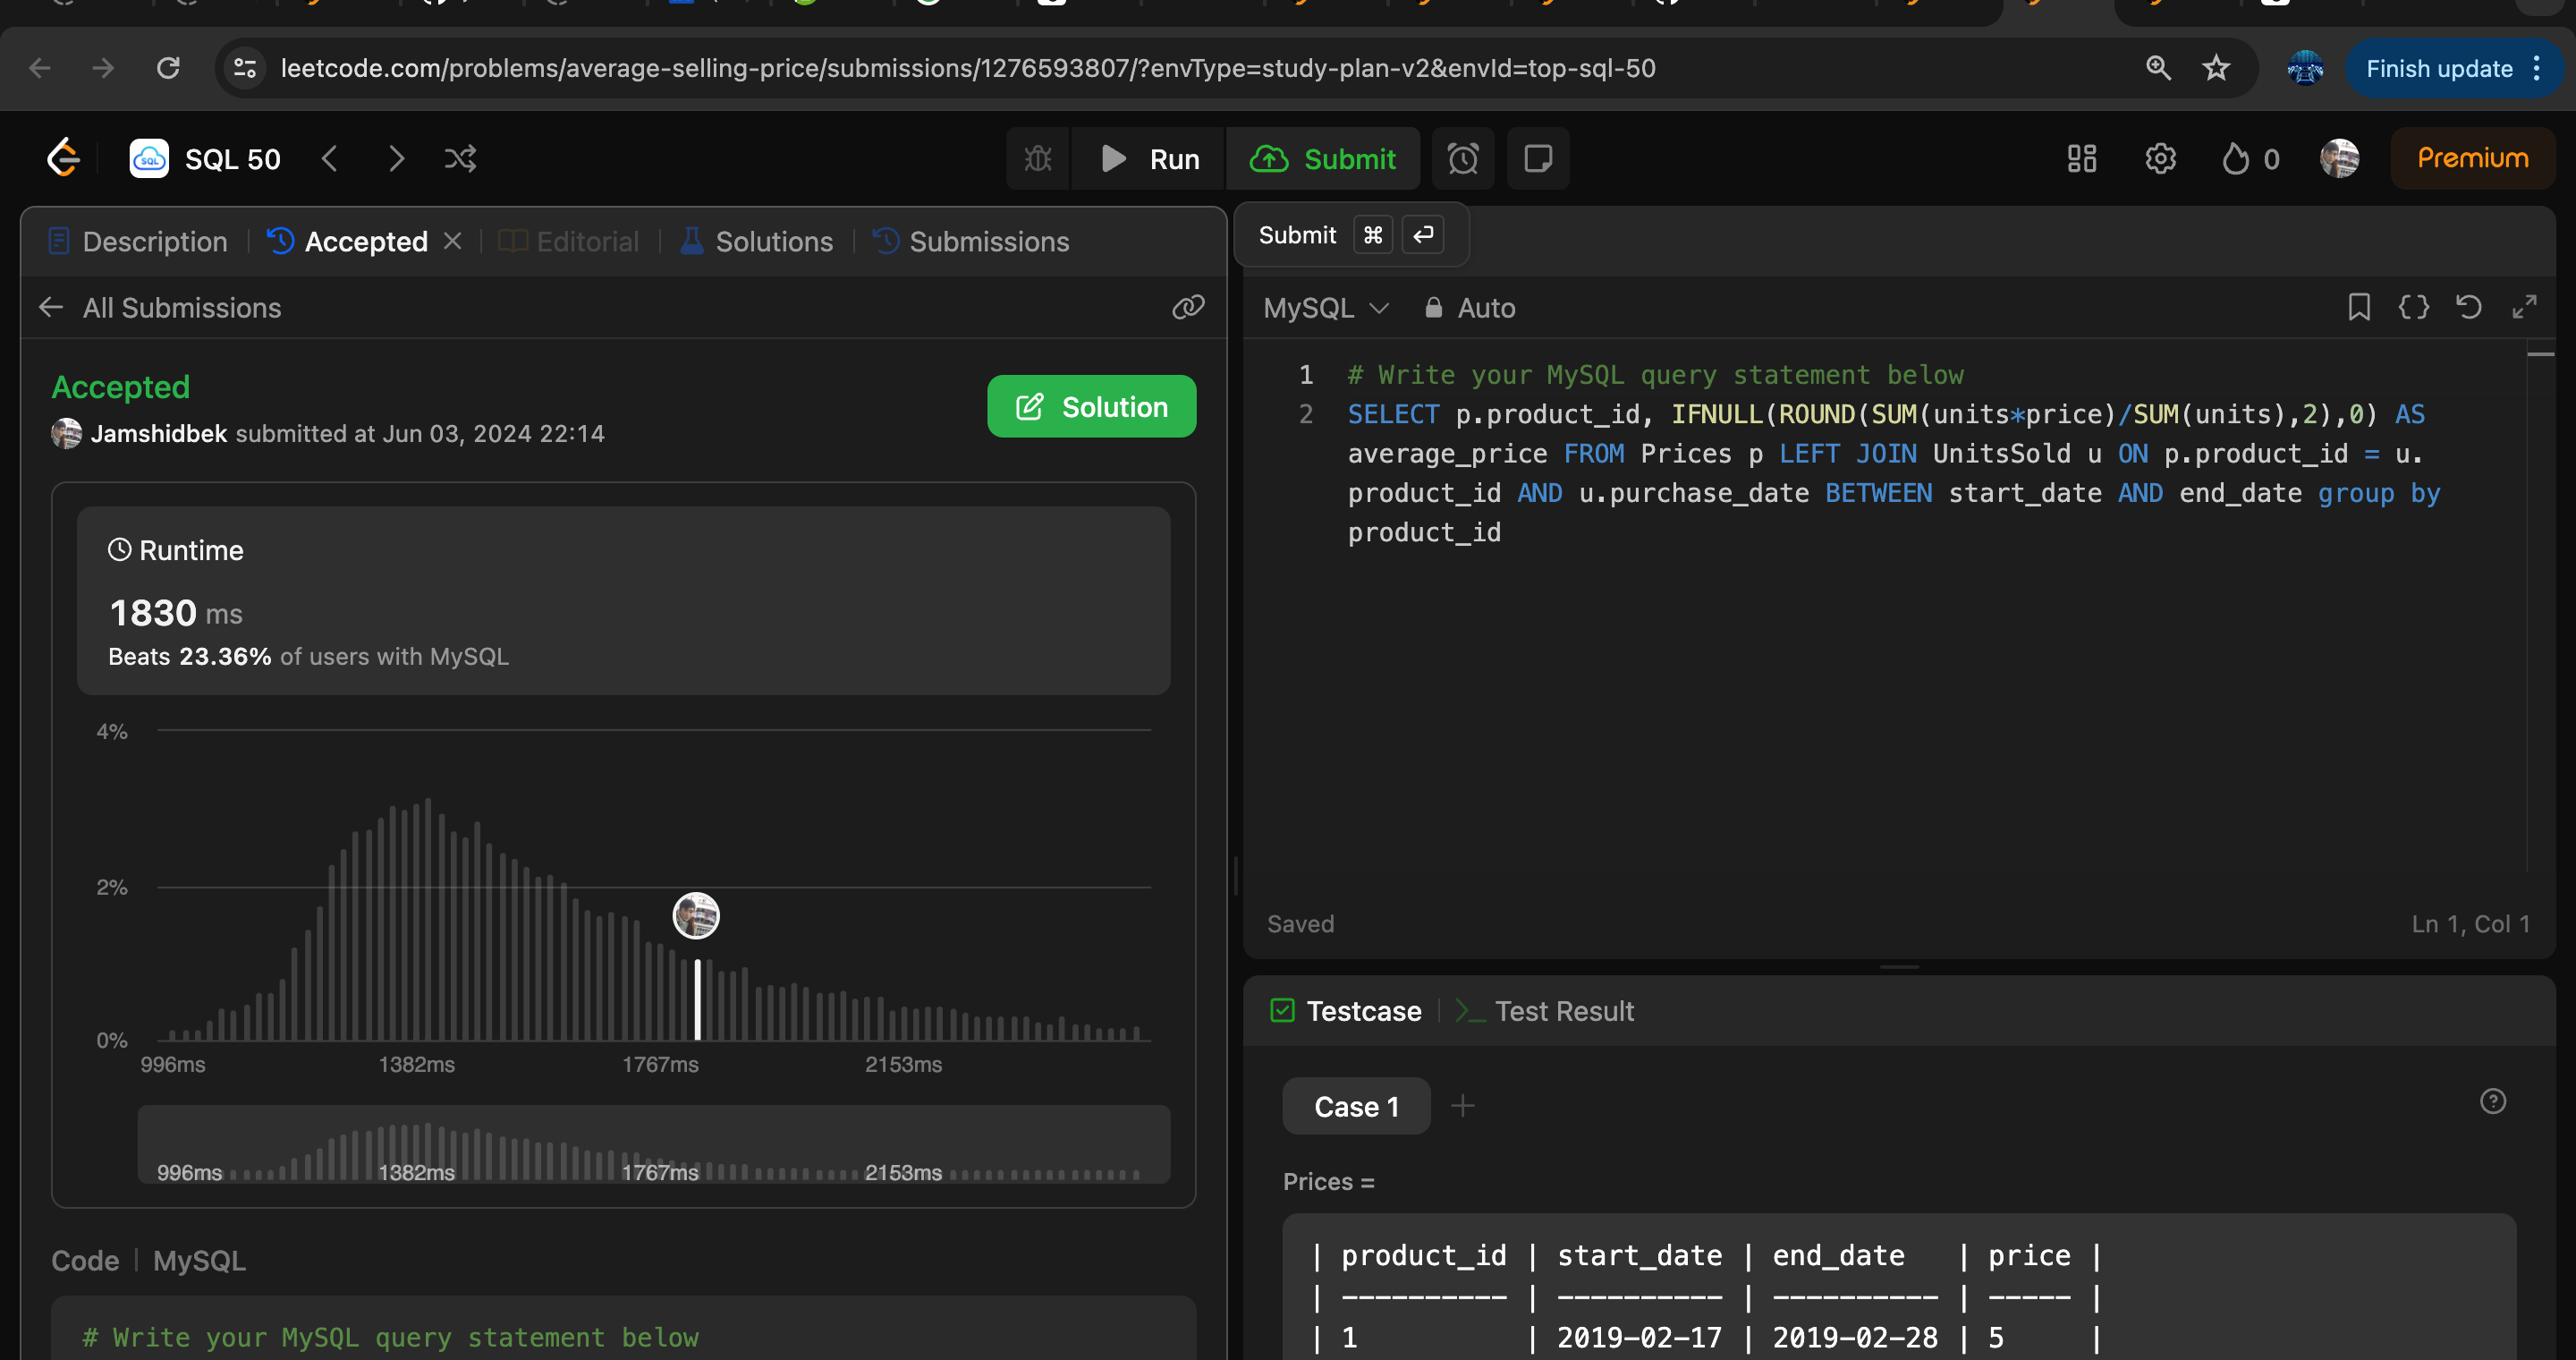 leetcode.com/problems/average-selling-price/submissions/1276593807/?envType=study-plan-v2&envId=top-sql-50
Finish update
SQL
SQL 50
Run
Submit
0
Premium
Description
Accepted
Editorial
Solutions
Submissions
All Submissions
Accepted
Jamshidbek submitted at Jun 03, 2024 22:14
Solution
Runtime
1830 ms
Beats 23.36% of users with MySQL
4%
2%
0%
996ms 1382ms 1767ms 2153ms
996ms 1382ms 1767ms 2153ms
Code
MySQL
# Write your MySQL query statement below
Submit ⌘
MySQL
Auto
1 # Write your MySQL query statement below
2 SELECT p.product_id, IFNULL(ROUND(SUM(units*price)/SUM(units),2),0) AS
average_price FROM Prices p LEFT JOIN UnitsSold u ON p.product_id = u.
product_id AND u.purchase_date BETWEEN start_date AND end_date group by
product_id
Saved
Ln 1, Col 1
Testcase
>_ Test Result
Case 1
+
Prices =
| product_id | start_date | end_date   | price |
| ---------- | ---------- | ---------- | ----- |
| 1          | 2019-02-17 | 2019-02-28 | 5     |